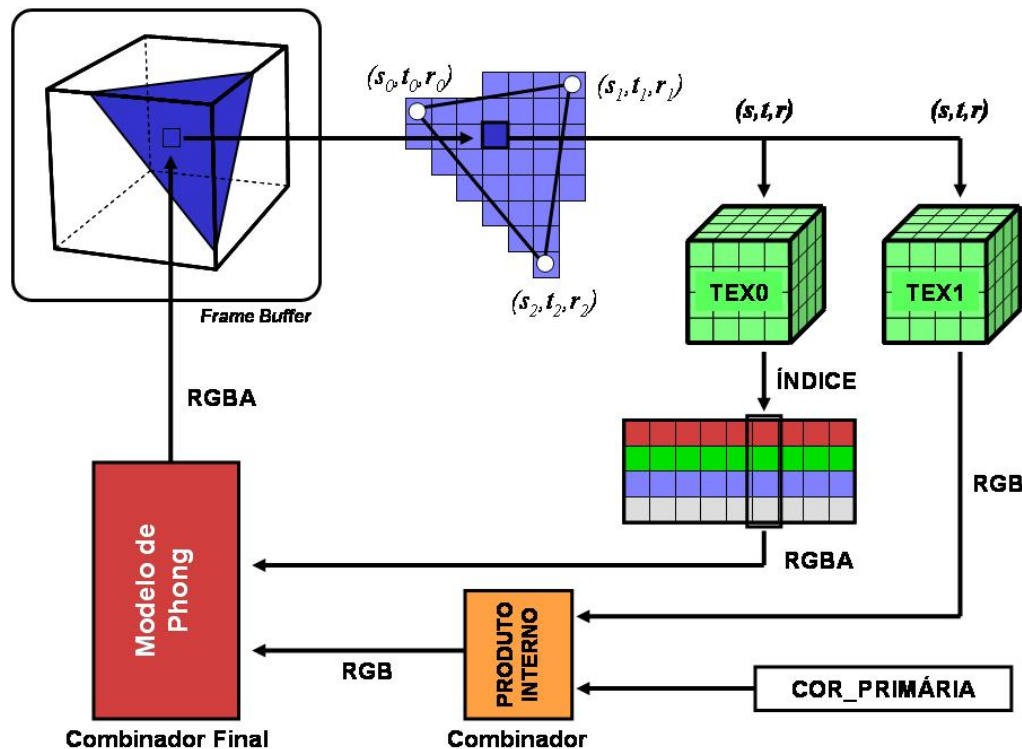 (s0,t0,r0)
(s1,t1,r1)
(s2,t2,r2)
(s,t,r)
(s,t,r)
Frame Buffer
TEX0
TEX1
ÍNDICE
RGBA
RGB
RGBA
Modelo de
Phong
PRODUTO
INTERNO
RGB
COR_PRIMÁRIA
Combinador Final
Combinador